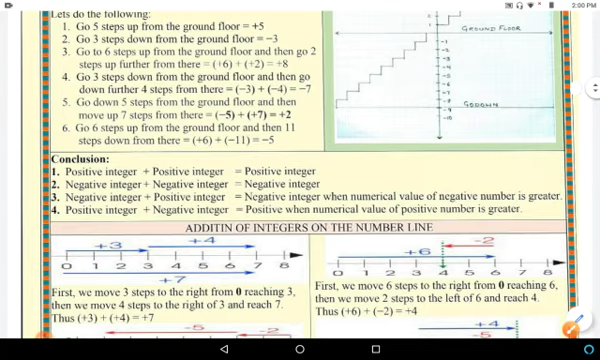 2:00 PM
Lets do the following:
1. Go 5 steps up from the ground floor = +5
2. Go 3 steps down from the ground floor = −3
3. Go to 6 steps up from the ground floor and then go 2
steps up further from there = (+6) + (+2) = +8
4. Go 3 steps down from the ground floor and then go
down further 4 steps from there = (−3) + (−4) = −7
5. Go down 5 steps from the ground floor and then
move up 7 steps from there = (−5) + (+7) = +2
6. Go 6 steps up from the ground floor and then 11
steps down from there = (+6) + (−11) = −5
GROUND FLOOR
GODOWN
Conclusion:
1. Positive integer + Positive integer = Positive integer
2. Negative integer + Negative integer = Negative integer
3. Negative integer + Positive integer = Negative integer when numerical value of negative number is greater.
4. Positive integer + Negative integer = Positive when numerical value of positive number is greater.
ADDITIN OF INTEGERS ON THE NUMBER LINE
+3 +4
0 1 2 3 4 5 6 7 8
+7
First, we move 3 steps to the right from 0 reaching 3,
then we move 4 steps to the right of 3 and reach 7.
Thus (+3) + (+4) = +7
-2
+6
0 1 2 3 4 5 6 7 8
First, we move 6 steps to the right from 0 reaching 6,
then we move 2 steps to the left of 6 and reach 4.
Thus (+6) + (−2) = +4
-5 -2
+4
-5